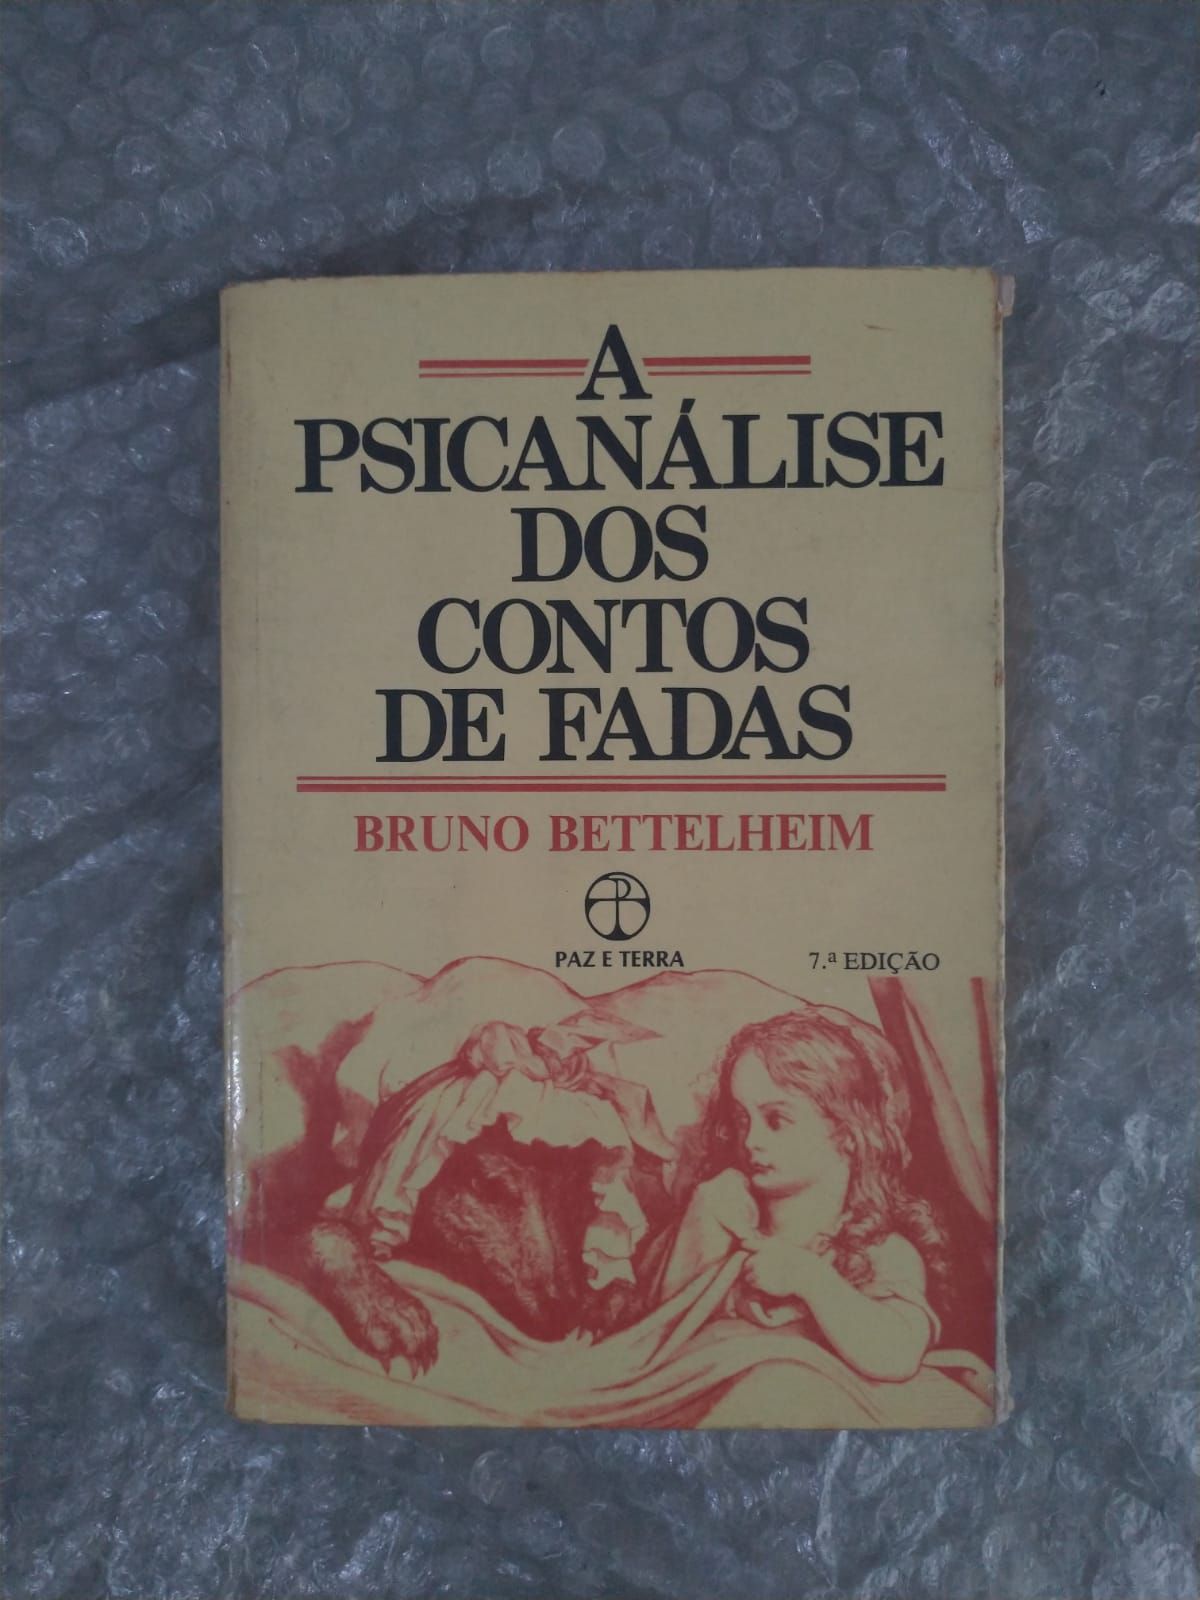 A
PSICANÁLISE
DOS
CONTOS
DE FADAS
BRUNO BETTELHEIM
PAZ E TERRA
7.ª EDIÇÃO